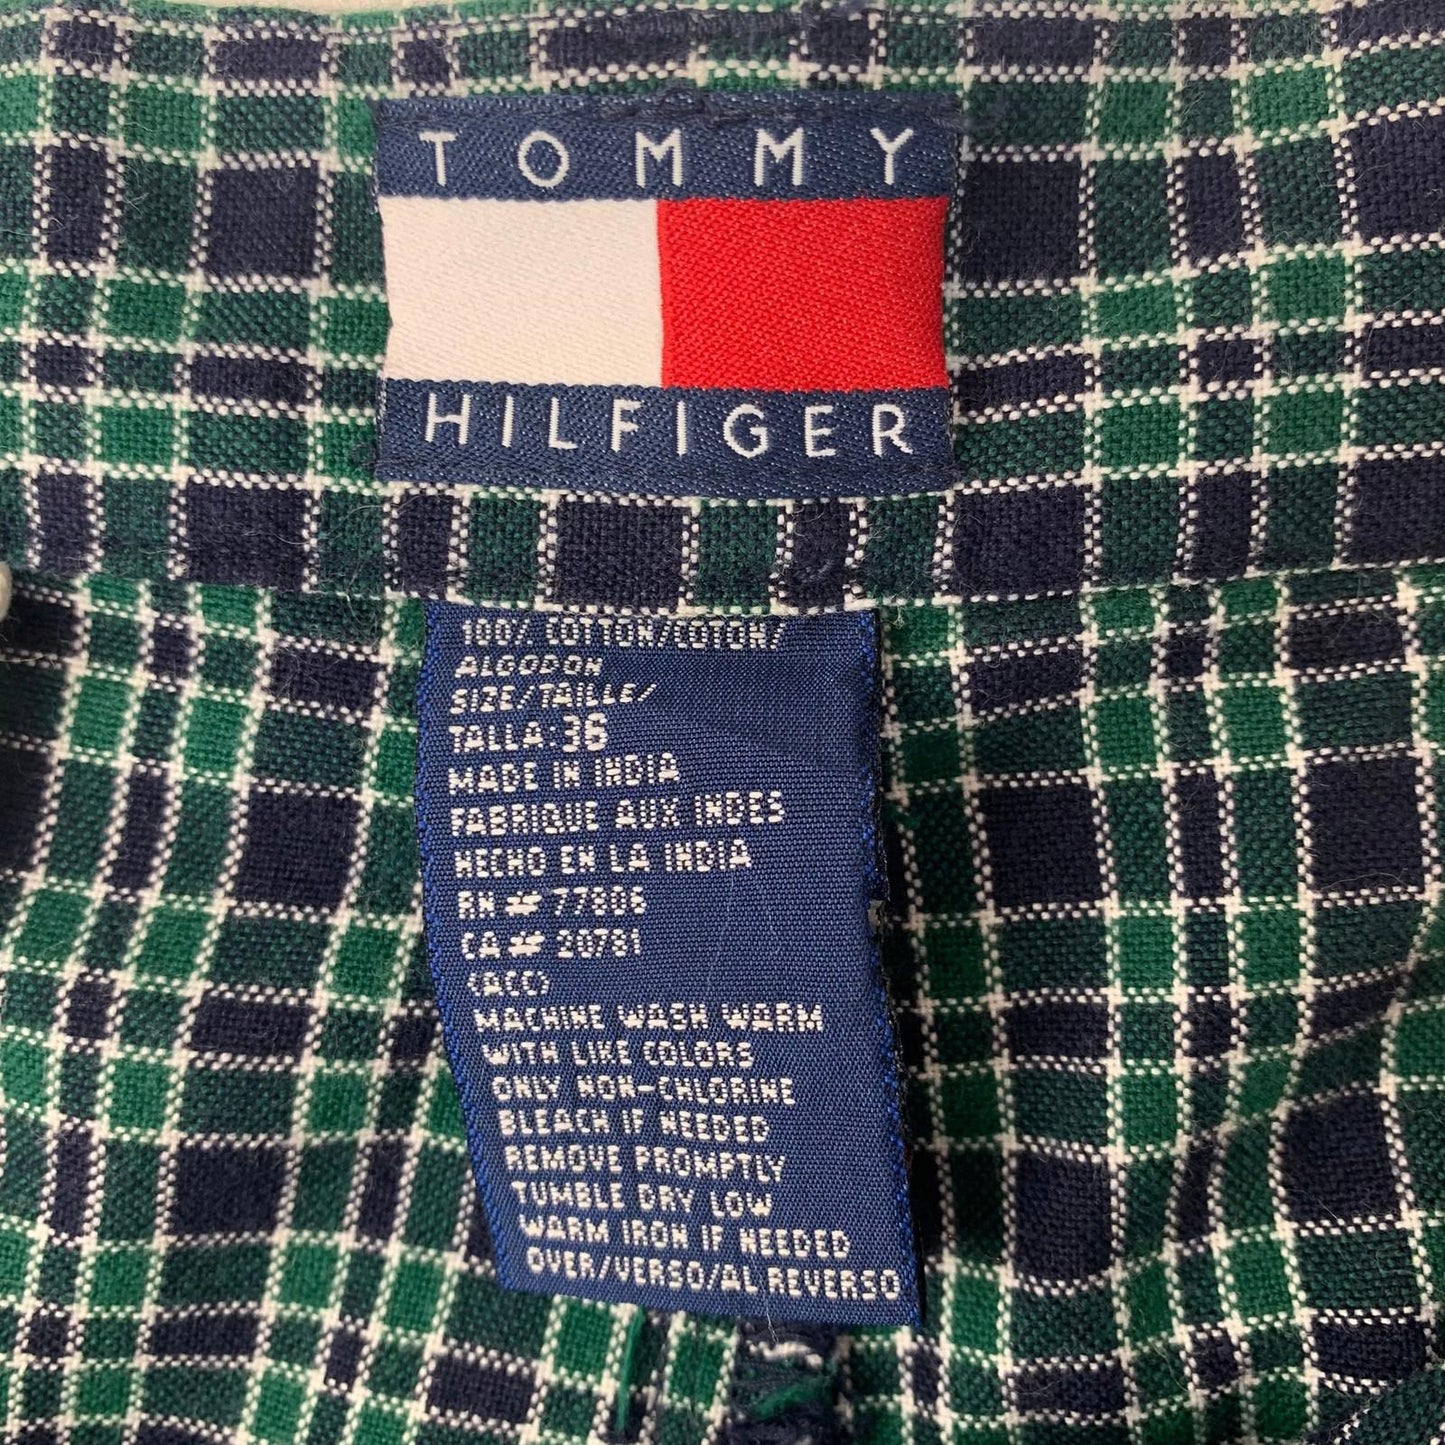 TOMMY
HILFIGER
100% COTTON/COTON/
ALGODON
SIZE/TAILLE/
TALLA: 36
MADE IN INDIA
FABRIQUE AUX INDES
HECHO EN LA INDIA
RN # 77806
CA # 20781
(ACC)
MACHINE WASH WARM
WITH LIKE COLORS
ONLY NON-CHLORINE
BLEACH IF NEEDED
REMOVE PROMPTLY
TUMBLE DRY LOW
WARM IRON IF NEEDED
OVER/VERSO/AL REVERSO